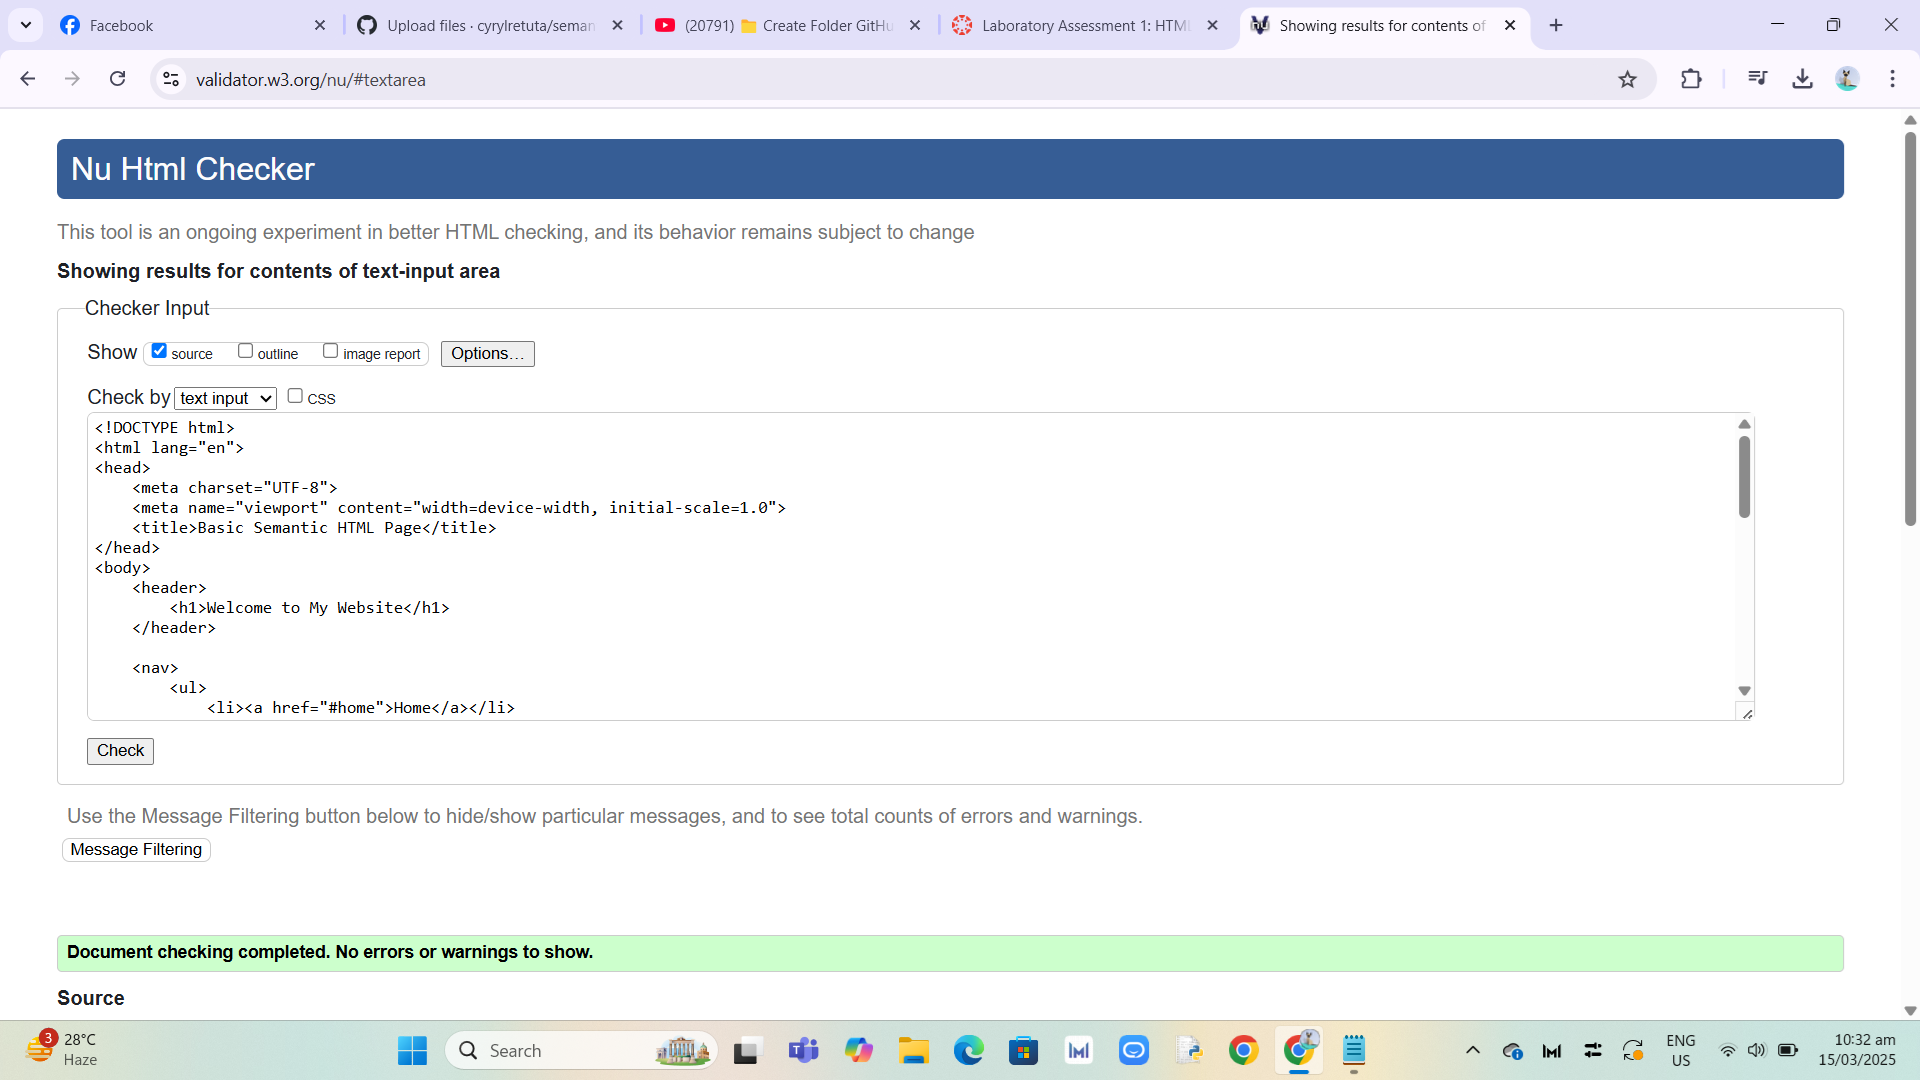 Facebook
Upload files · cyrylretuta/seman
(20791) 📁 Create Folder GitHu
Laboratory Assessment 1: HTML
Showing results for contents of
validator.w3.org/nu/#textarea
Nu Html Checker
This tool is an ongoing experiment in better HTML checking, and its behavior remains subject to change
Showing results for contents of text-input area
Checker Input
Show source outline image report Options...
Check by text input CSS
<!DOCTYPE html>
<html lang="en">
<head>
    <meta charset="UTF-8">
    <meta name="viewport" content="width=device-width, initial-scale=1.0">
    <title>Basic Semantic HTML Page</title>
</head>
<body>
    <header>
        <h1>Welcome to My Website</h1>
    </header>
    <nav>
        <ul>
            <li><a href="#home">Home</a></li>
Check
Use the Message Filtering button below to hide/show particular messages, and to see total counts of errors and warnings.
Message Filtering
Document checking completed. No errors or warnings to show.
Source
3
28°C
Haze
Search
ENG
US
10:32 am
15/03/2025